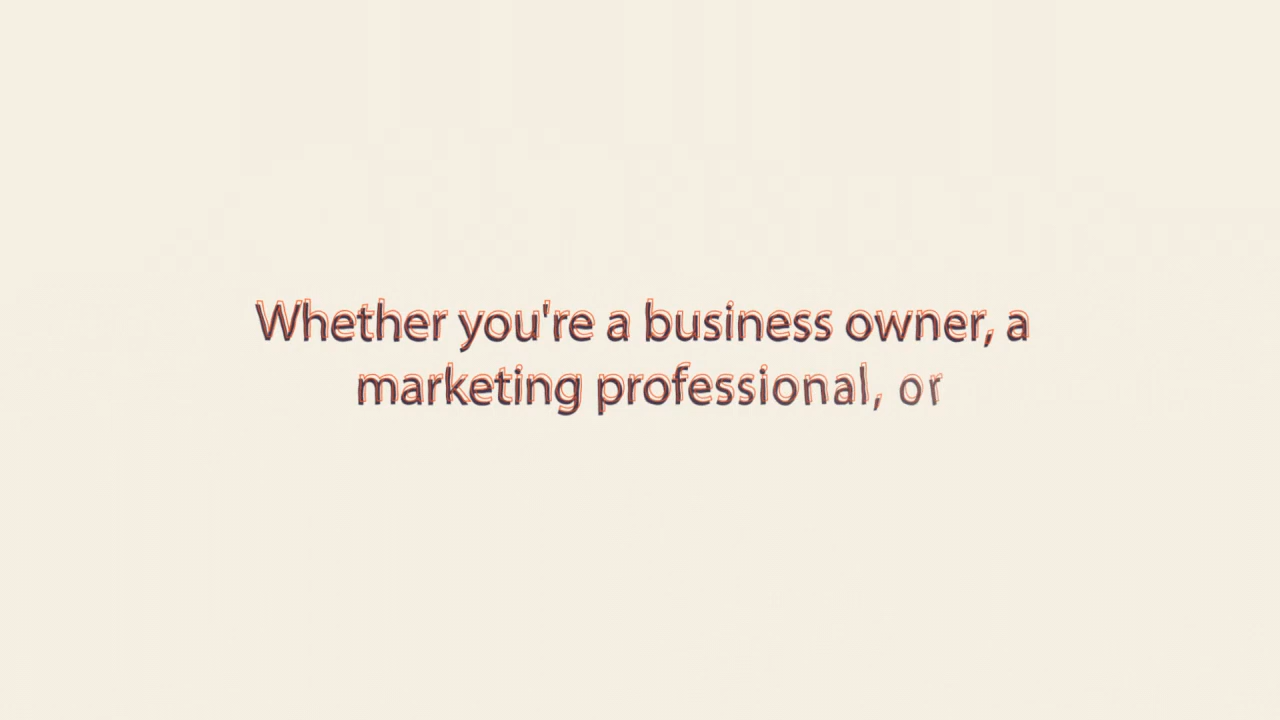 Whether you're a business owner, a
marketing professional, or